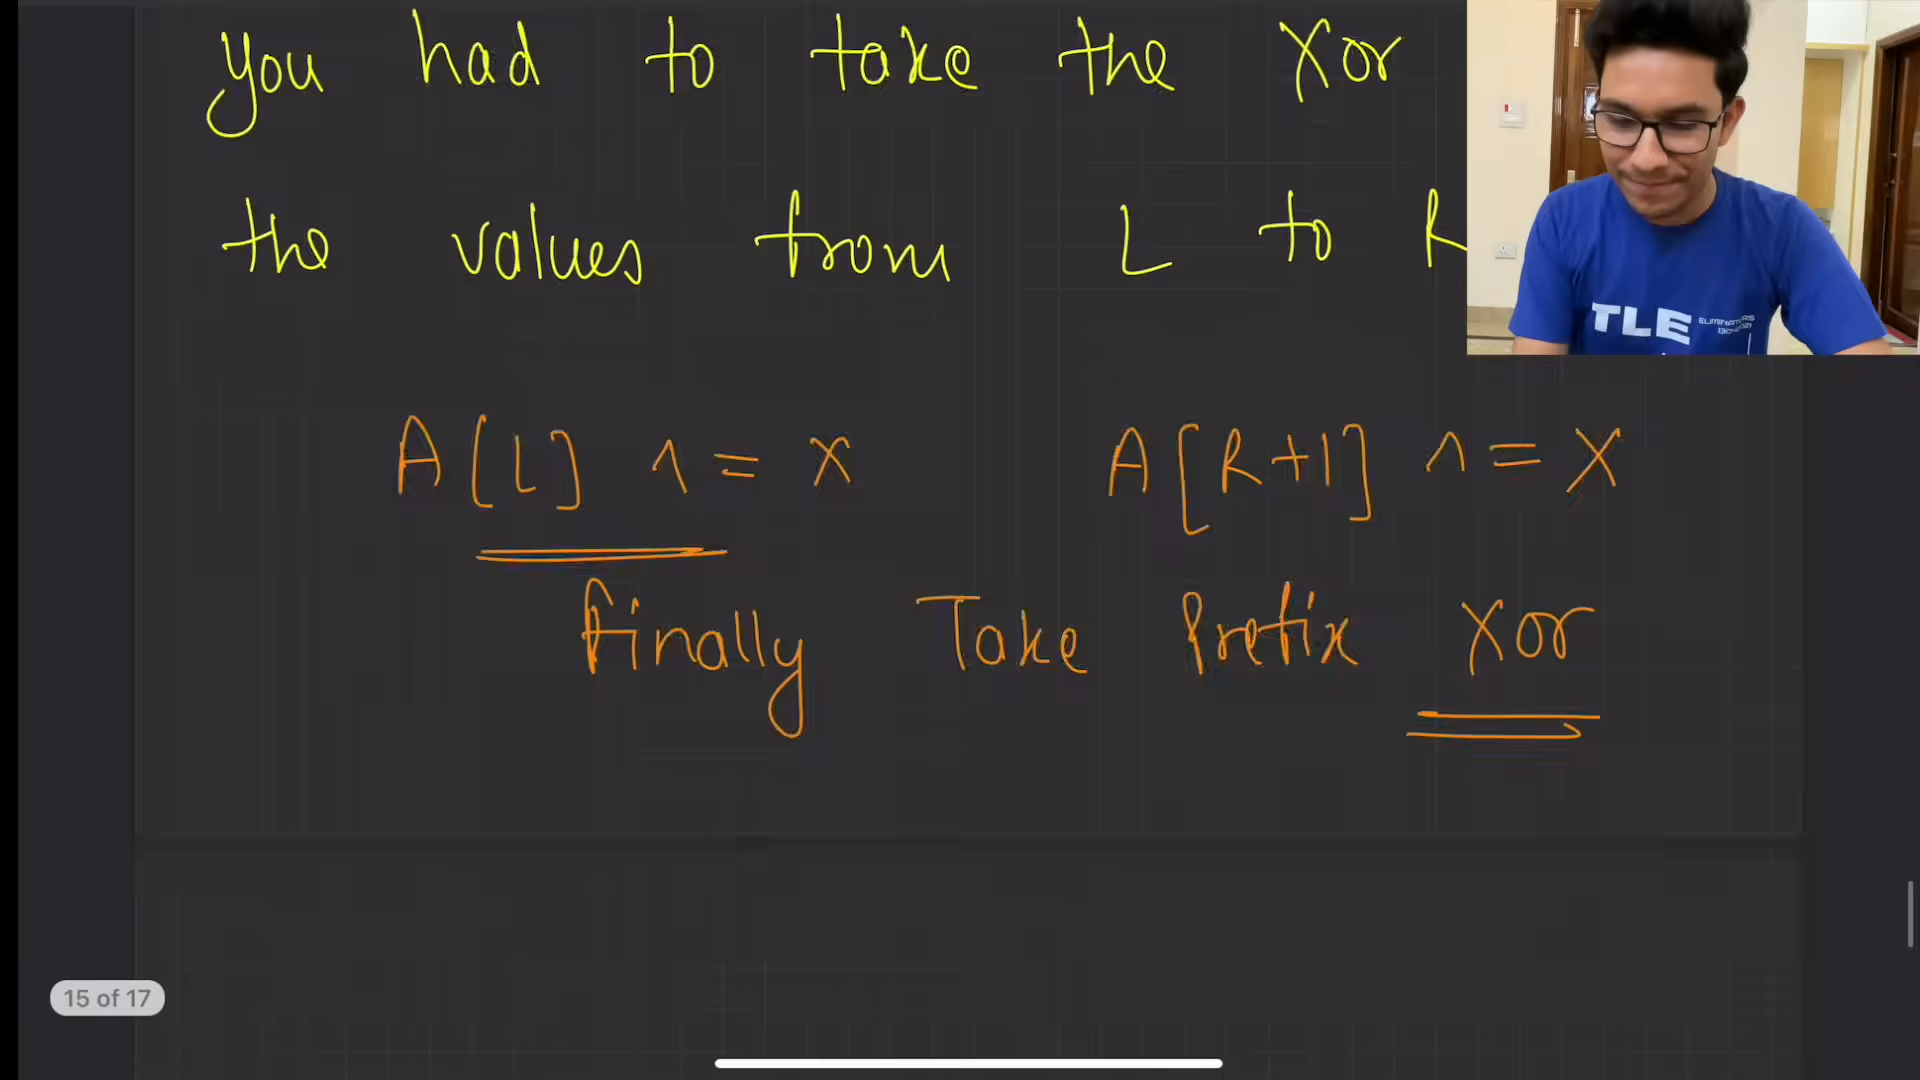 you had to take the Xor
the values from L to R
A[L] ^= X A[R+1] ^= X
Finally Take Prefix Xor
TLE ELIMINATORS
15 of 17